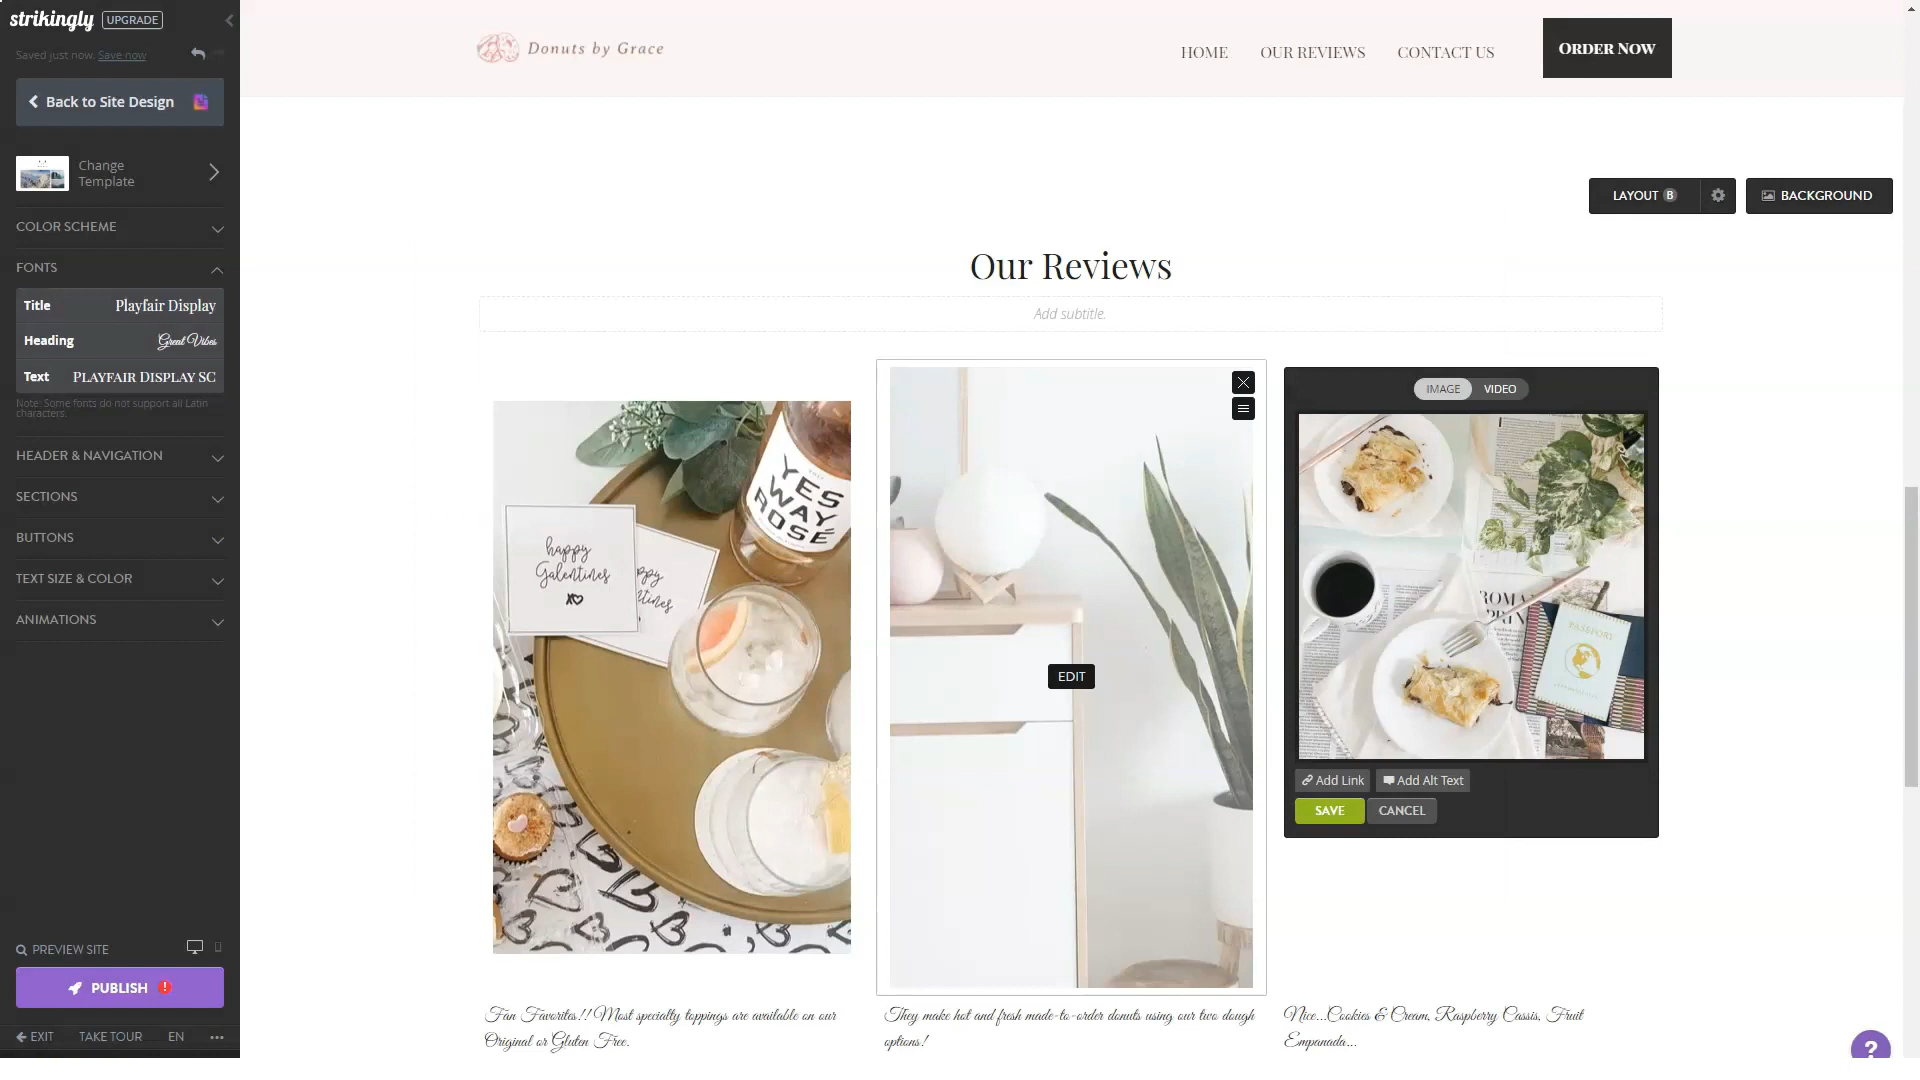 strikingly UPGRADE
Saved just now. Save now
Back to Site Design
Change
Template
COLOR SCHEME
FONTS
Title Playfair Display
Heading Great Vibes
Text PLAYFAIR DISPLAY SC
Note: Some fonts do not support all Latin
characters.
HEADER & NAVIGATION
SECTIONS
BUTTONS
TEXT SIZE & COLOR
ANIMATIONS
PREVIEW SITE
PUBLISH !
EXIT TAKE TOUR EN ...
Donuts by Grace
HOME OUR REVIEWS CONTACT US ORDER NOW
LAYOUT B BACKGROUND
Our Reviews
Add subtitle.
IMAGE VIDEO
YES
WAY
ROSÉ
happy
Galentines
XO
ppy
tines
EDIT
ROMA
PASSPORT
Add Link Add Alt Text
SAVE CANCEL
Fan Favorites!! Most specialty toppings are available on our
Original or Gluten Free.
They make hot and fresh made-to-order donuts using our two dough
options!
Nice...Cookies & Cream, Raspberry Cassis, Fruit
Empanada...
?